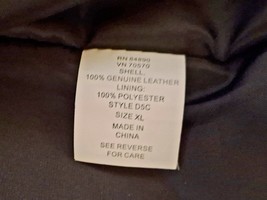 RN 84890
VN 70570
SHELL:
100% GENUINE LEATHER
LINING:
100% POLYESTER
STYLE D5C
SIZE XL
MADE IN
CHINA
SEE REVERSE
FOR CARE